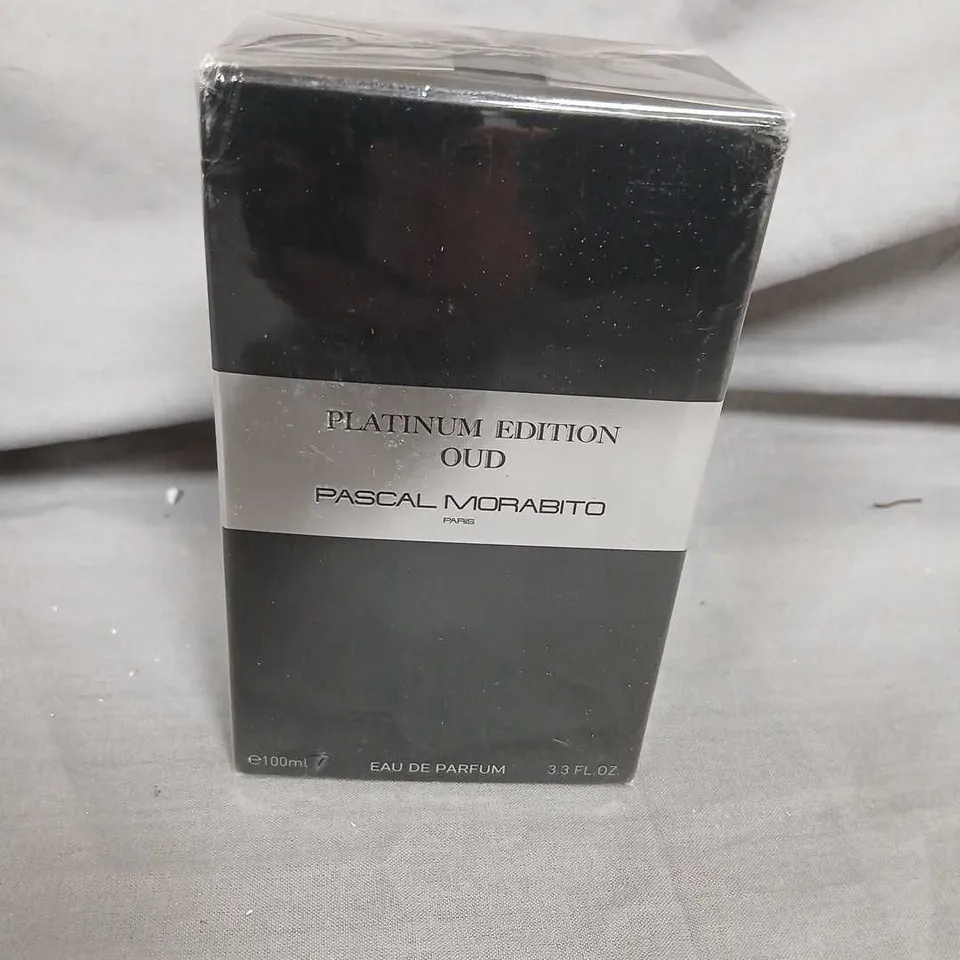 PLATINUM EDITION
OUD
PASCAL MORABITO
PARIS
℮100ml EAU DE PARFUM 3.3 FL.OZ